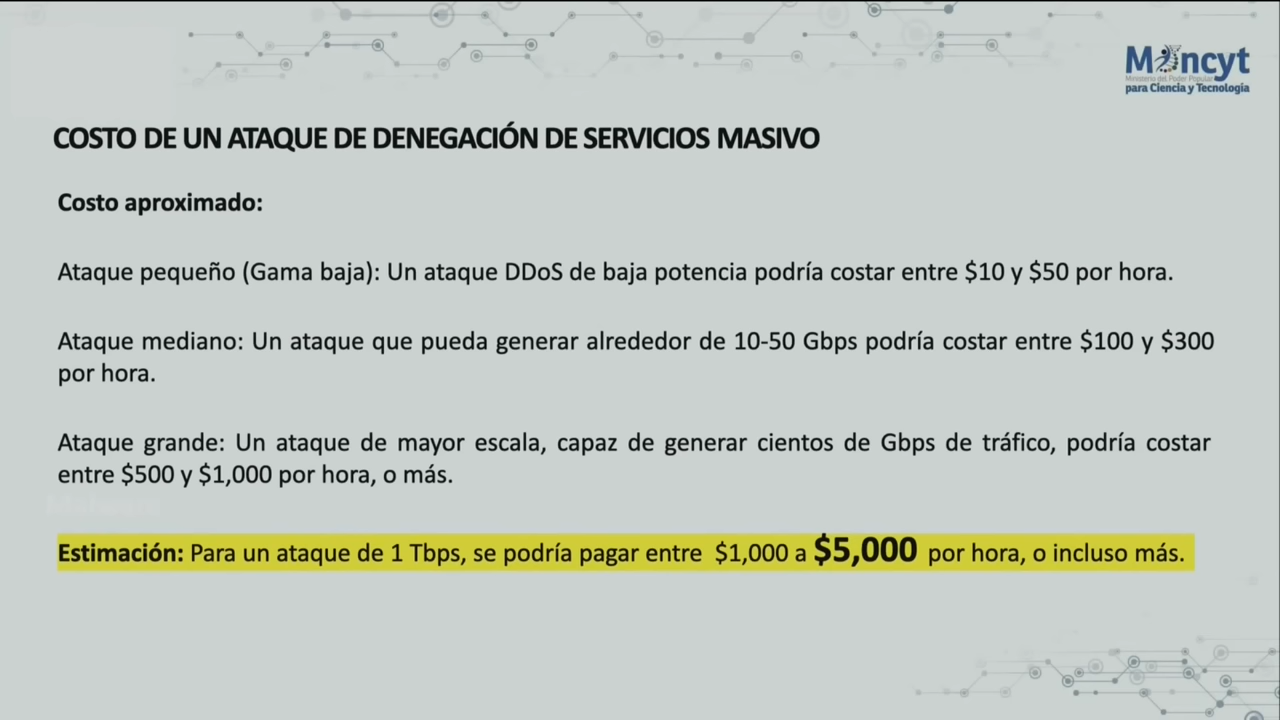 Mincyt
Ministerio del Poder Popular
para Ciencia y Tecnología
COSTO DE UN ATAQUE DE DENEGACIÓN DE SERVICIOS MASIVO
Costo aproximado:
Ataque pequeño (Gama baja): Un ataque DDoS de baja potencia podría costar entre $10 y $50 por hora.
Ataque mediano: Un ataque que pueda generar alrededor de 10-50 Gbps podría costar entre $100 y $300
por hora.
Ataque grande: Un ataque de mayor escala, capaz de generar cientos de Gbps de tráfico, podría costar
entre $500 y $1,000 por hora, o más.
Estimación: Para un ataque de 1 Tbps, se podría pagar entre $1,000 a $5,000 por hora, o incluso más.